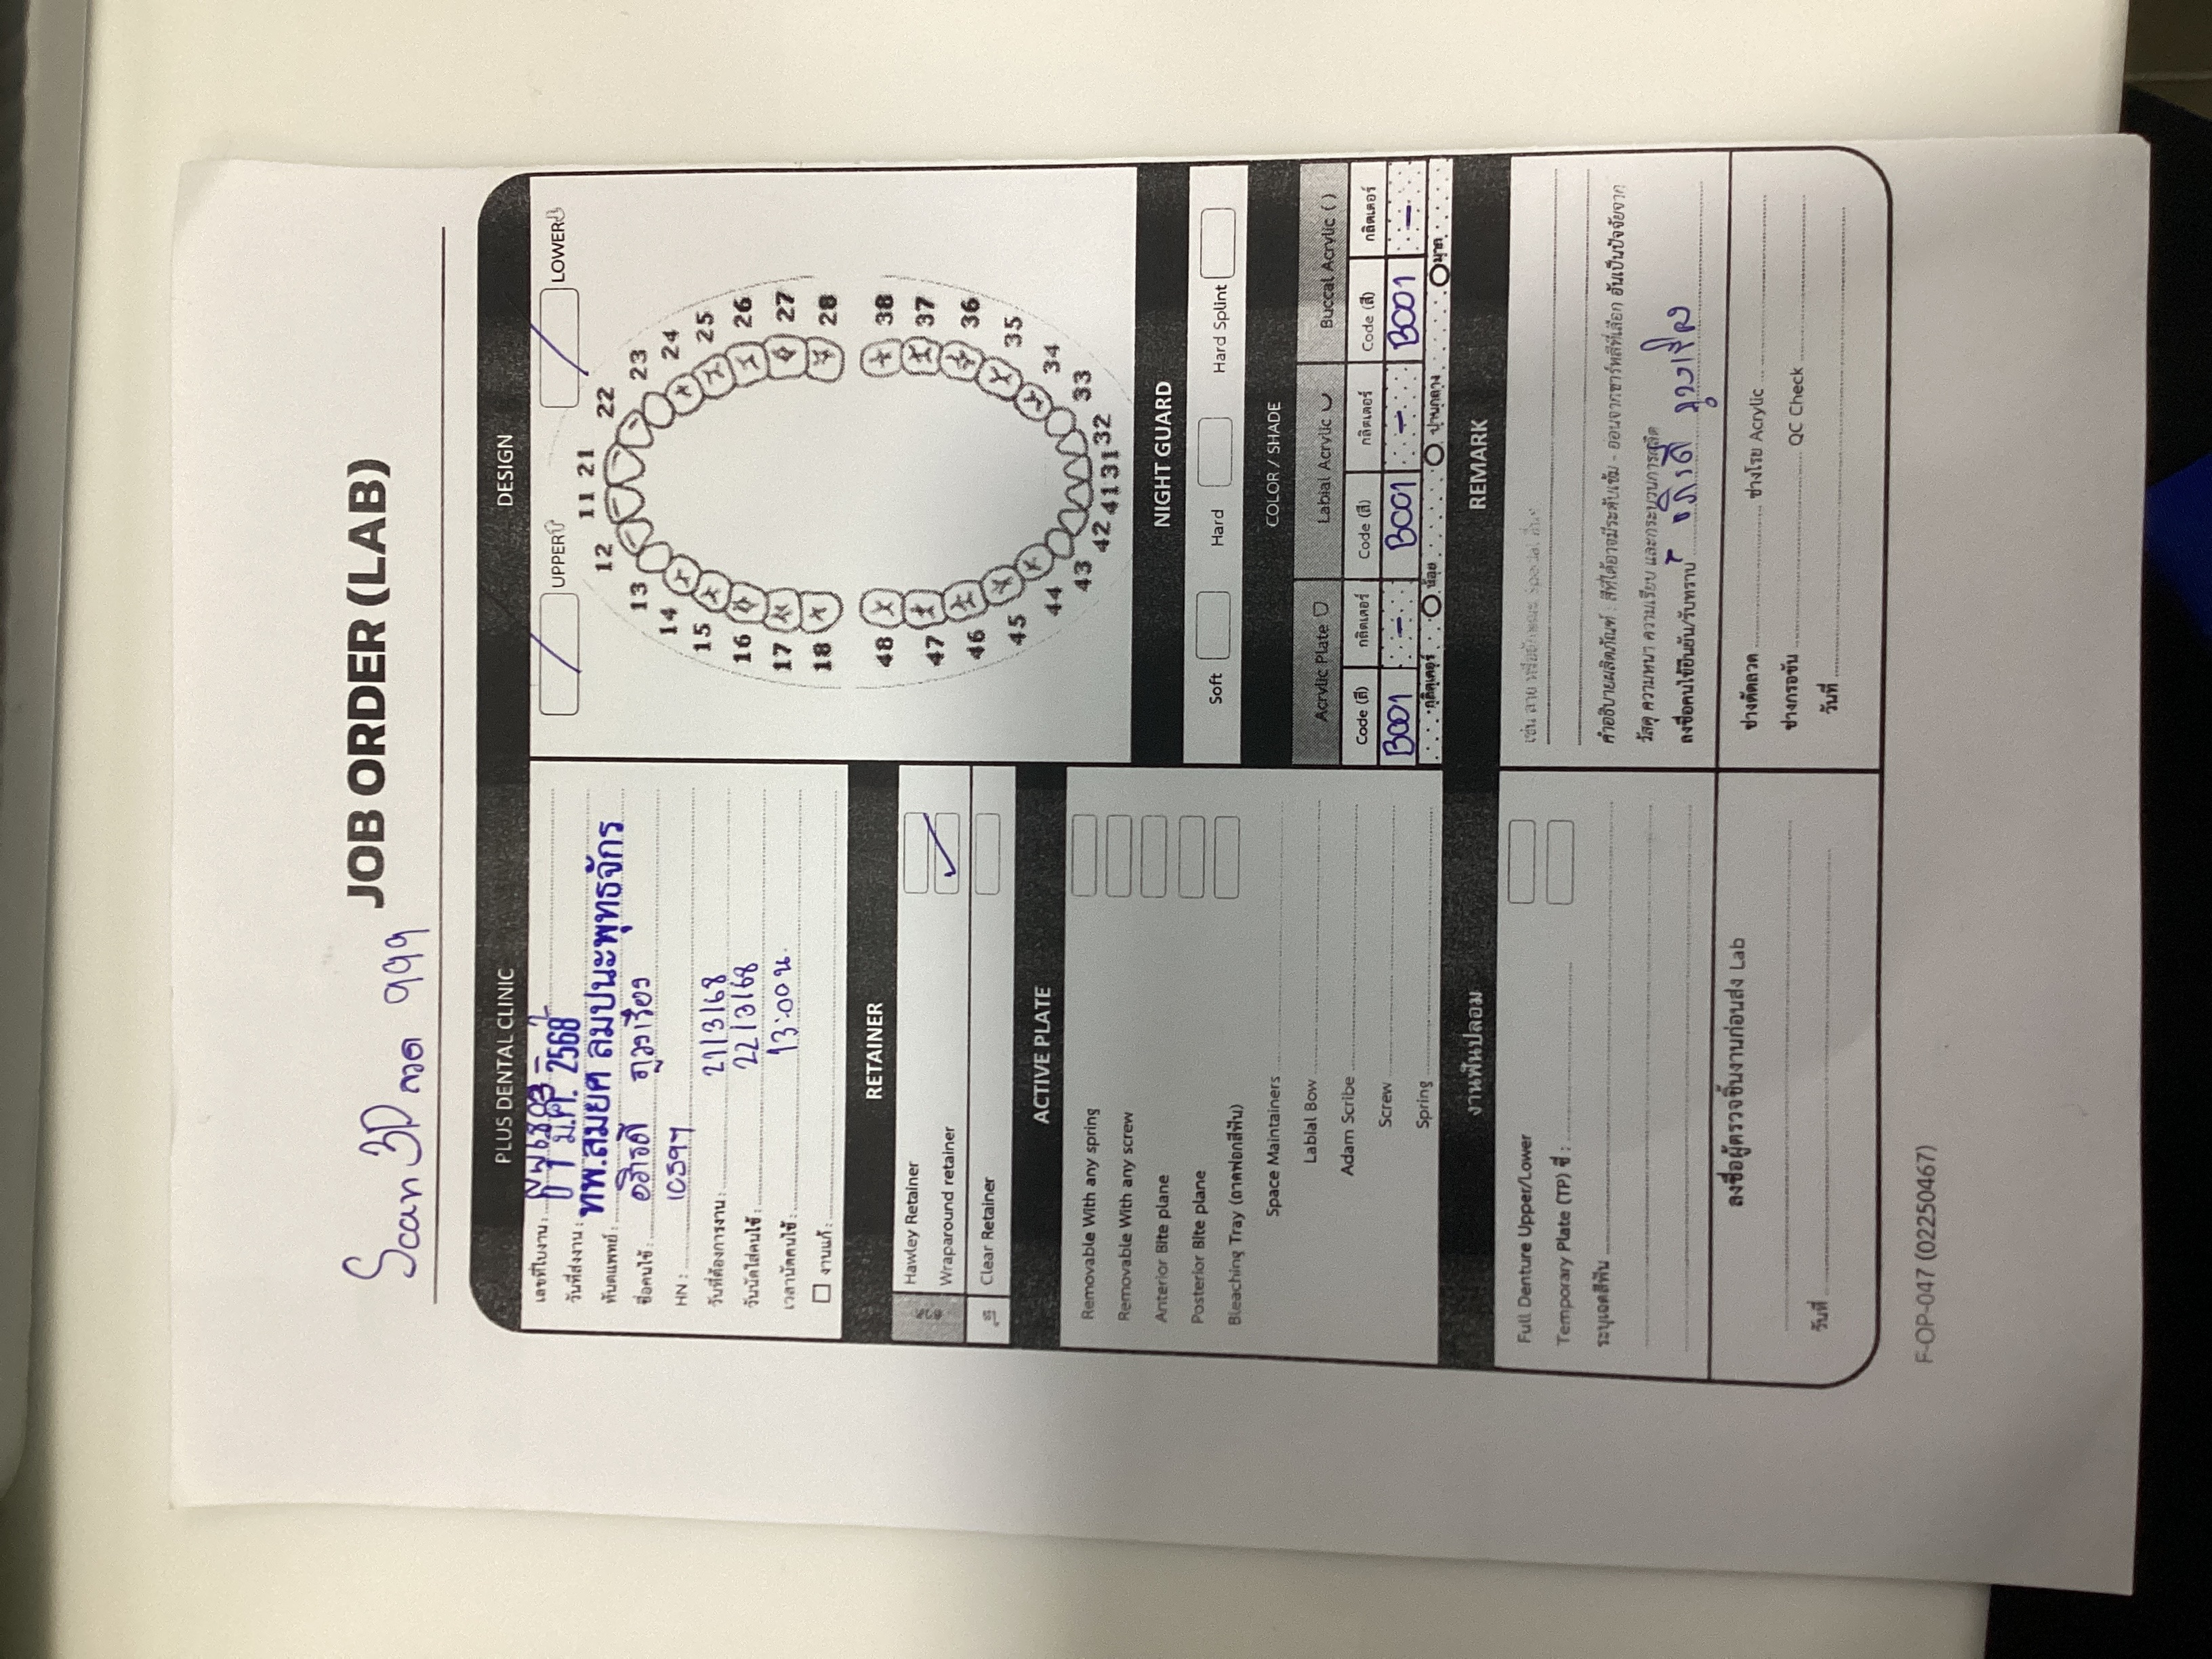 Scan 3D ลวด 999
JOB ORDER (LAB)
PLUS DENTAL CLINIC
เลขที่ใบงาน :
วันที่ส่งงาน : 0 1 มี.ค. 2568
ทันตแพทย์ : ทพ.สมยศ ลมปนะพุทธจักร
ชื่อคนไข้ : อภิรดี ภูวงเรือง
HN : 10597
วันที่ต้องการงาน : 21/3/68
วันนัดใส่คนไข้ : 22/3/68
เวลานัดคนไข้ : 13:00 น.
งานแก้ :
RETAINER
ลวด
Hawley Retainer
Wraparound retainer
ใส
Clear Retainer
ACTIVE PLATE
Removable With any spring
Removable With any screw
Anterior Bite plane
Posterior Bite plane
Bleaching Tray (ถาดฟอกสีฟัน)
Space Maintainers
Labial Bow
Adam Scribe
Screw
Spring
งานฟันปลอม
Full Denture Upper/Lower
Temporary Plate (TP) ซี่ :
ระบุเฉดสีฟัน
ลงชื่อผู้ตรวจชิ้นงานก่อนส่ง Lab
วันที่
DESIGN
UPPER LOWER
11 21
12 22
13 23
14 24
15 25
16 26
17 27
18 28
48 38
47 37
46 36
45 35
44 34
43 33
42 41 31 32
NIGHT GUARD
Soft Hard Hard Splint
COLOR / SHADE
Acrylic Plate Labial Acrylic Buccal Acrylic ( )
Code (สี) กลิตเตอร์ Code (สี) กลิตเตอร์ Code (สี) กลิตเตอร์
B001 - B001 - B001 -
กลิตเตอร์ น้อย ปานกลาง มาก
REMARK
เช่น ลาย หรือลักษณะ Special อื่นๆ
คำอธิบายผลิตภัณฑ์ : สีที่ได้อาจมีระดับเข้ม - อ่อนจากชาร์ทสีที่เลือก อันเป็นปัจจัยจาก
วัสดุ ความหนา ความเรียบ และกระบวนการผลิต
ลงชื่อคนไข้ยืนยัน/รับทราบ อภิรดี ภูวงเรือง
ช่างดัดลวด ช่างโรย Acrylic
ช่างกรอขัน QC Check
วันที่
F-OP-047 (02250467)